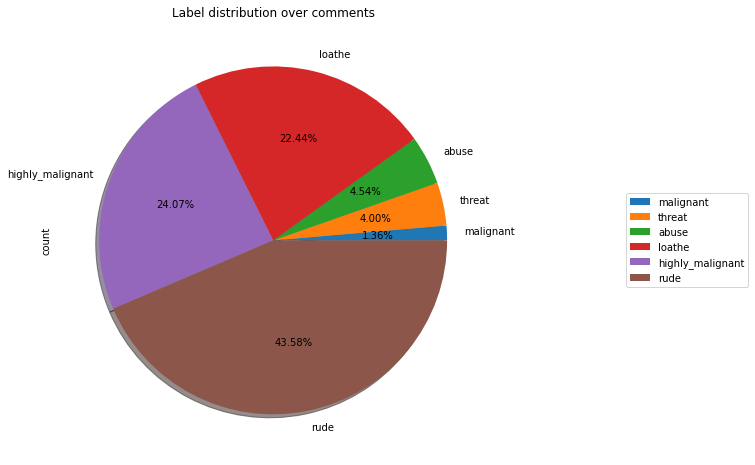 Label distribution over comments
loathe
22.44%
abuse
4.54%
highly_malignant
24.07%
threat
4.00%
malignant
1.36%
count
43.58%
rude
malignant
threat
abuse
loathe
highly_malignant
rude